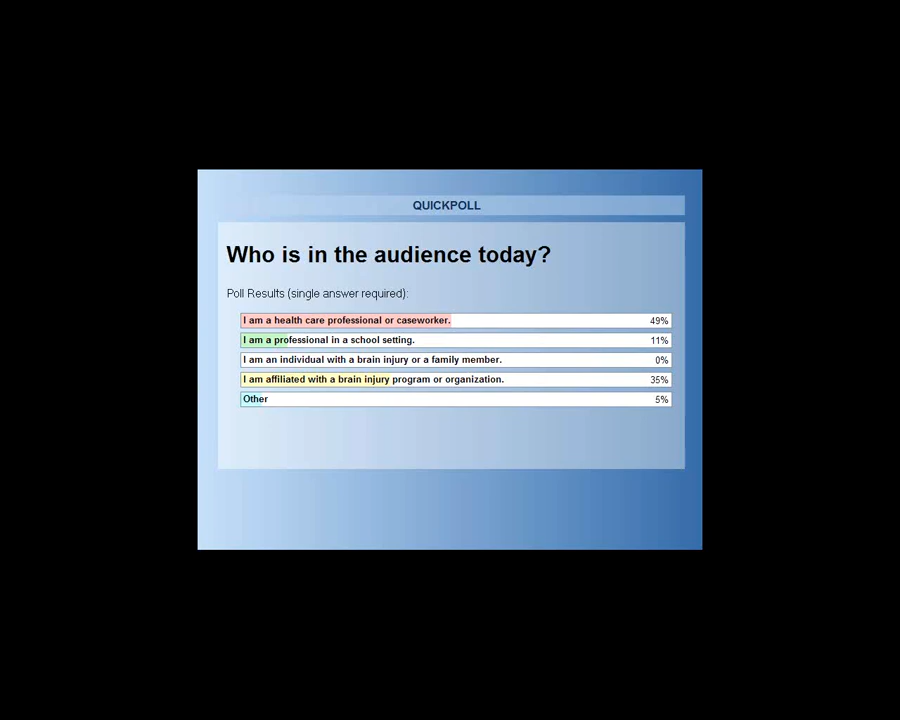 QUICKPOLL
Who is in the audience today?
Poll Results (single answer required):
I am a health care professional or caseworker. 49%
I am a professional in a school setting. 11%
I am an individual with a brain injury or a family member. 0%
I am affiliated with a brain injury program or organization. 35%
Other 5%